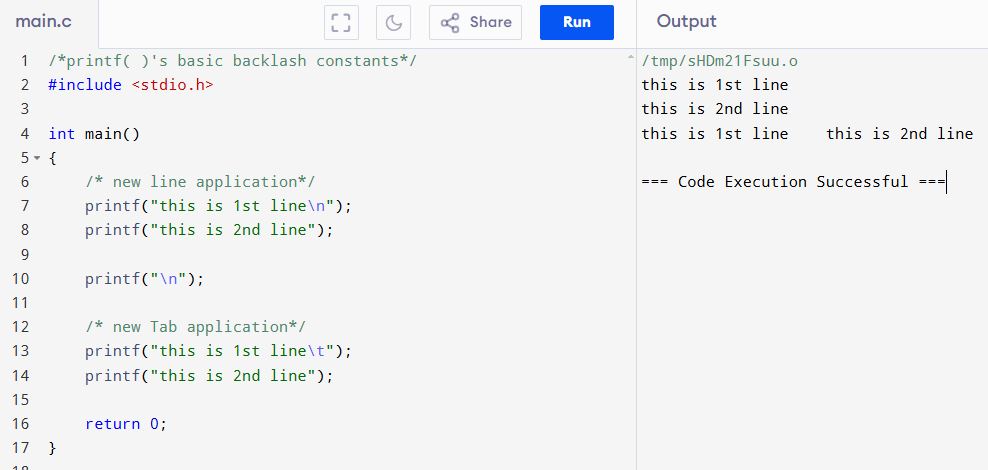 main.c Share Run Output
1 /*printf( )'s basic backlash constants*/
2 #include <stdio.h>
3
4 int main()
5 {
6     /* new line application*/
7     printf("this is 1st line\n");
8     printf("this is 2nd line");
9
10     printf("\n");
11
12     /* new Tab application*/
13     printf("this is 1st line\t");
14     printf("this is 2nd line");
15
16     return 0;
17 }
/tmp/sHDm21Fsuu.o
this is 1st line
this is 2nd line
this is 1st line    this is 2nd line
=== Code Execution Successful ===